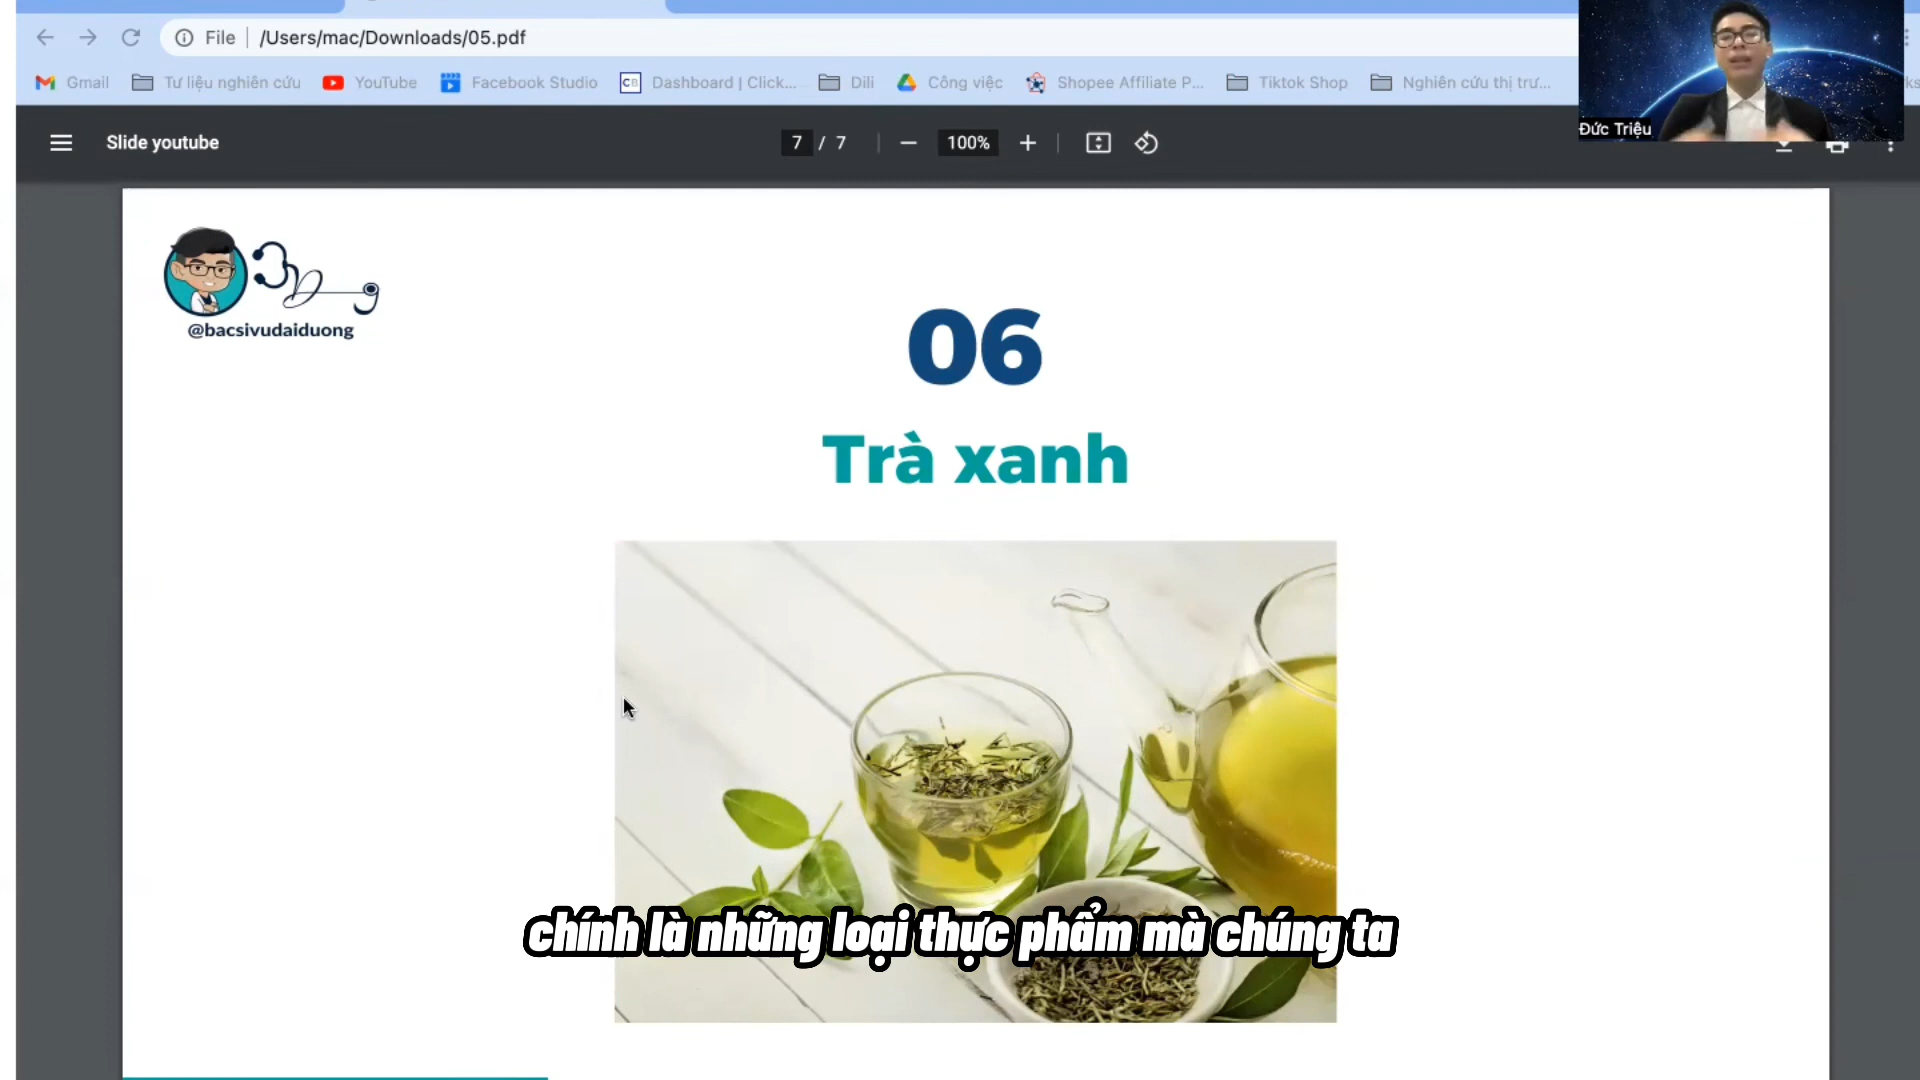 File
/Users/mac/Downloads/05.pdf
Gmail
Tư liệu nghiên cứu
YouTube
Facebook Studio
CB
Dashboard | Click...
Dili
Công việc
Shopee Affiliate P...
Tiktok Shop
Nghiên cứu thị trư...
Đức Triệu
Slide youtube
7 / 7
100%
@bacsivudaiduong
06
Trà xanh
chính là những loại thực phẩm mà chúng ta